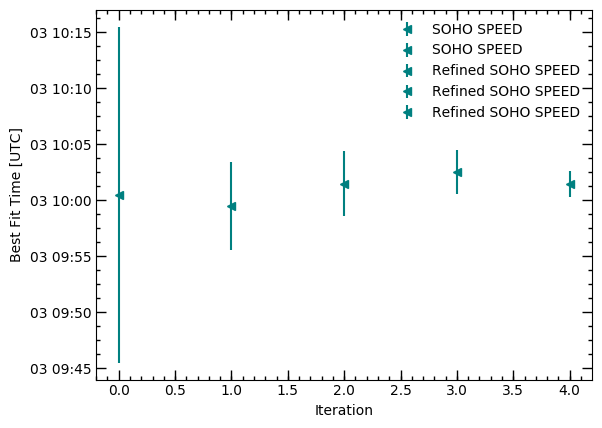 SOHO SPEED
SOHO SPEED
Refined SOHO SPEED
Refined SOHO SPEED
Refined SOHO SPEED
Best Fit Time [UTC]
03 10:15
03 10:10
03 10:05
03 10:00
03 09:55
03 09:50
03 09:45
0.0 0.5 1.0 1.5 2.0 2.5 3.0 3.5 4.0
Iteration